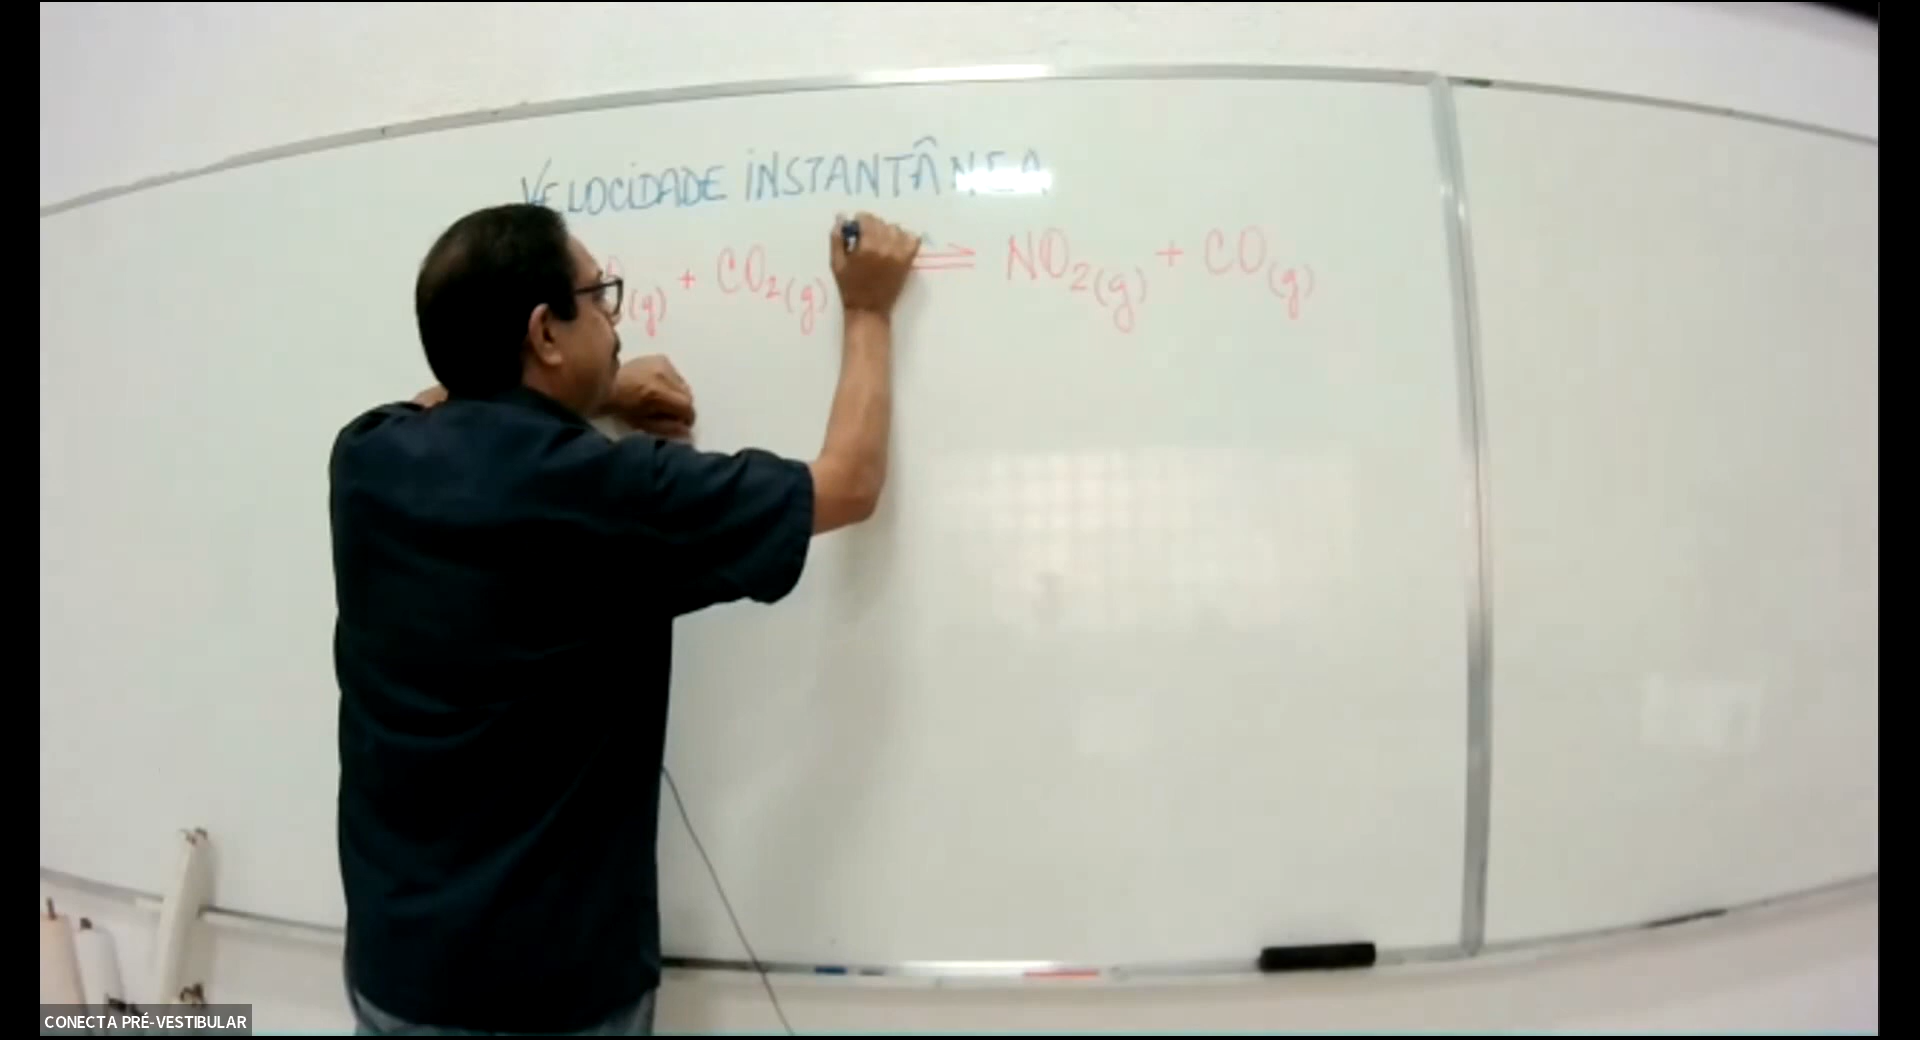 VELOCIDADE INSTANTÂNEA
O(g) + CO2(g) ⇌ NO2(g) + CO(g)
CONECTA PRÉ-VESTIBULAR